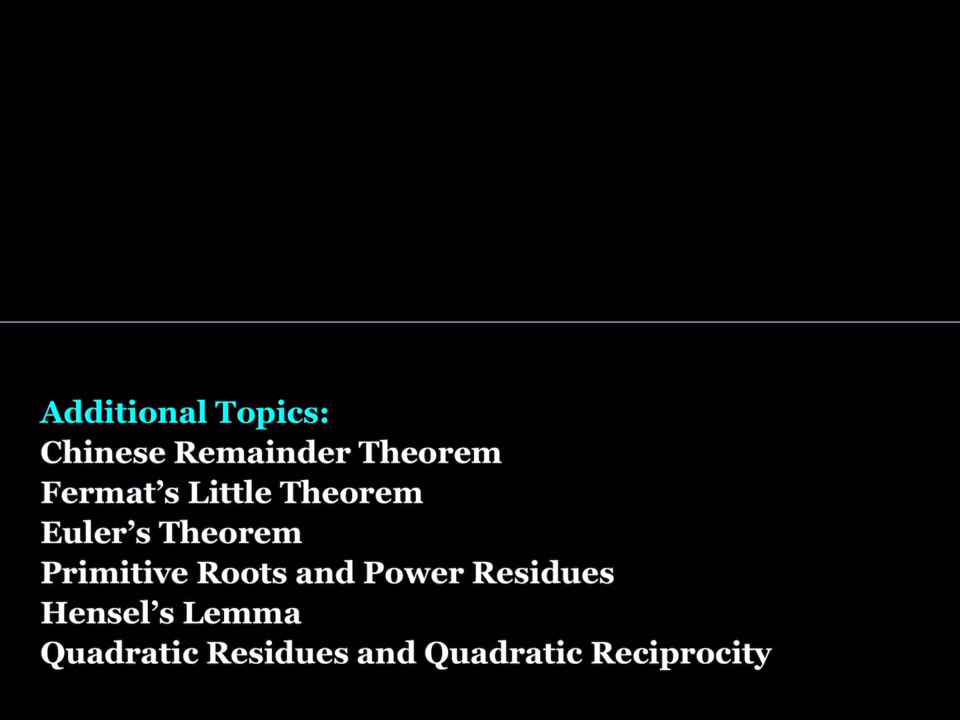 Additional Topics:
Chinese Remainder Theorem
Fermat’s Little Theorem
Euler’s Theorem
Primitive Roots and Power Residues
Hensel’s Lemma
Quadratic Residues and Quadratic Reciprocity